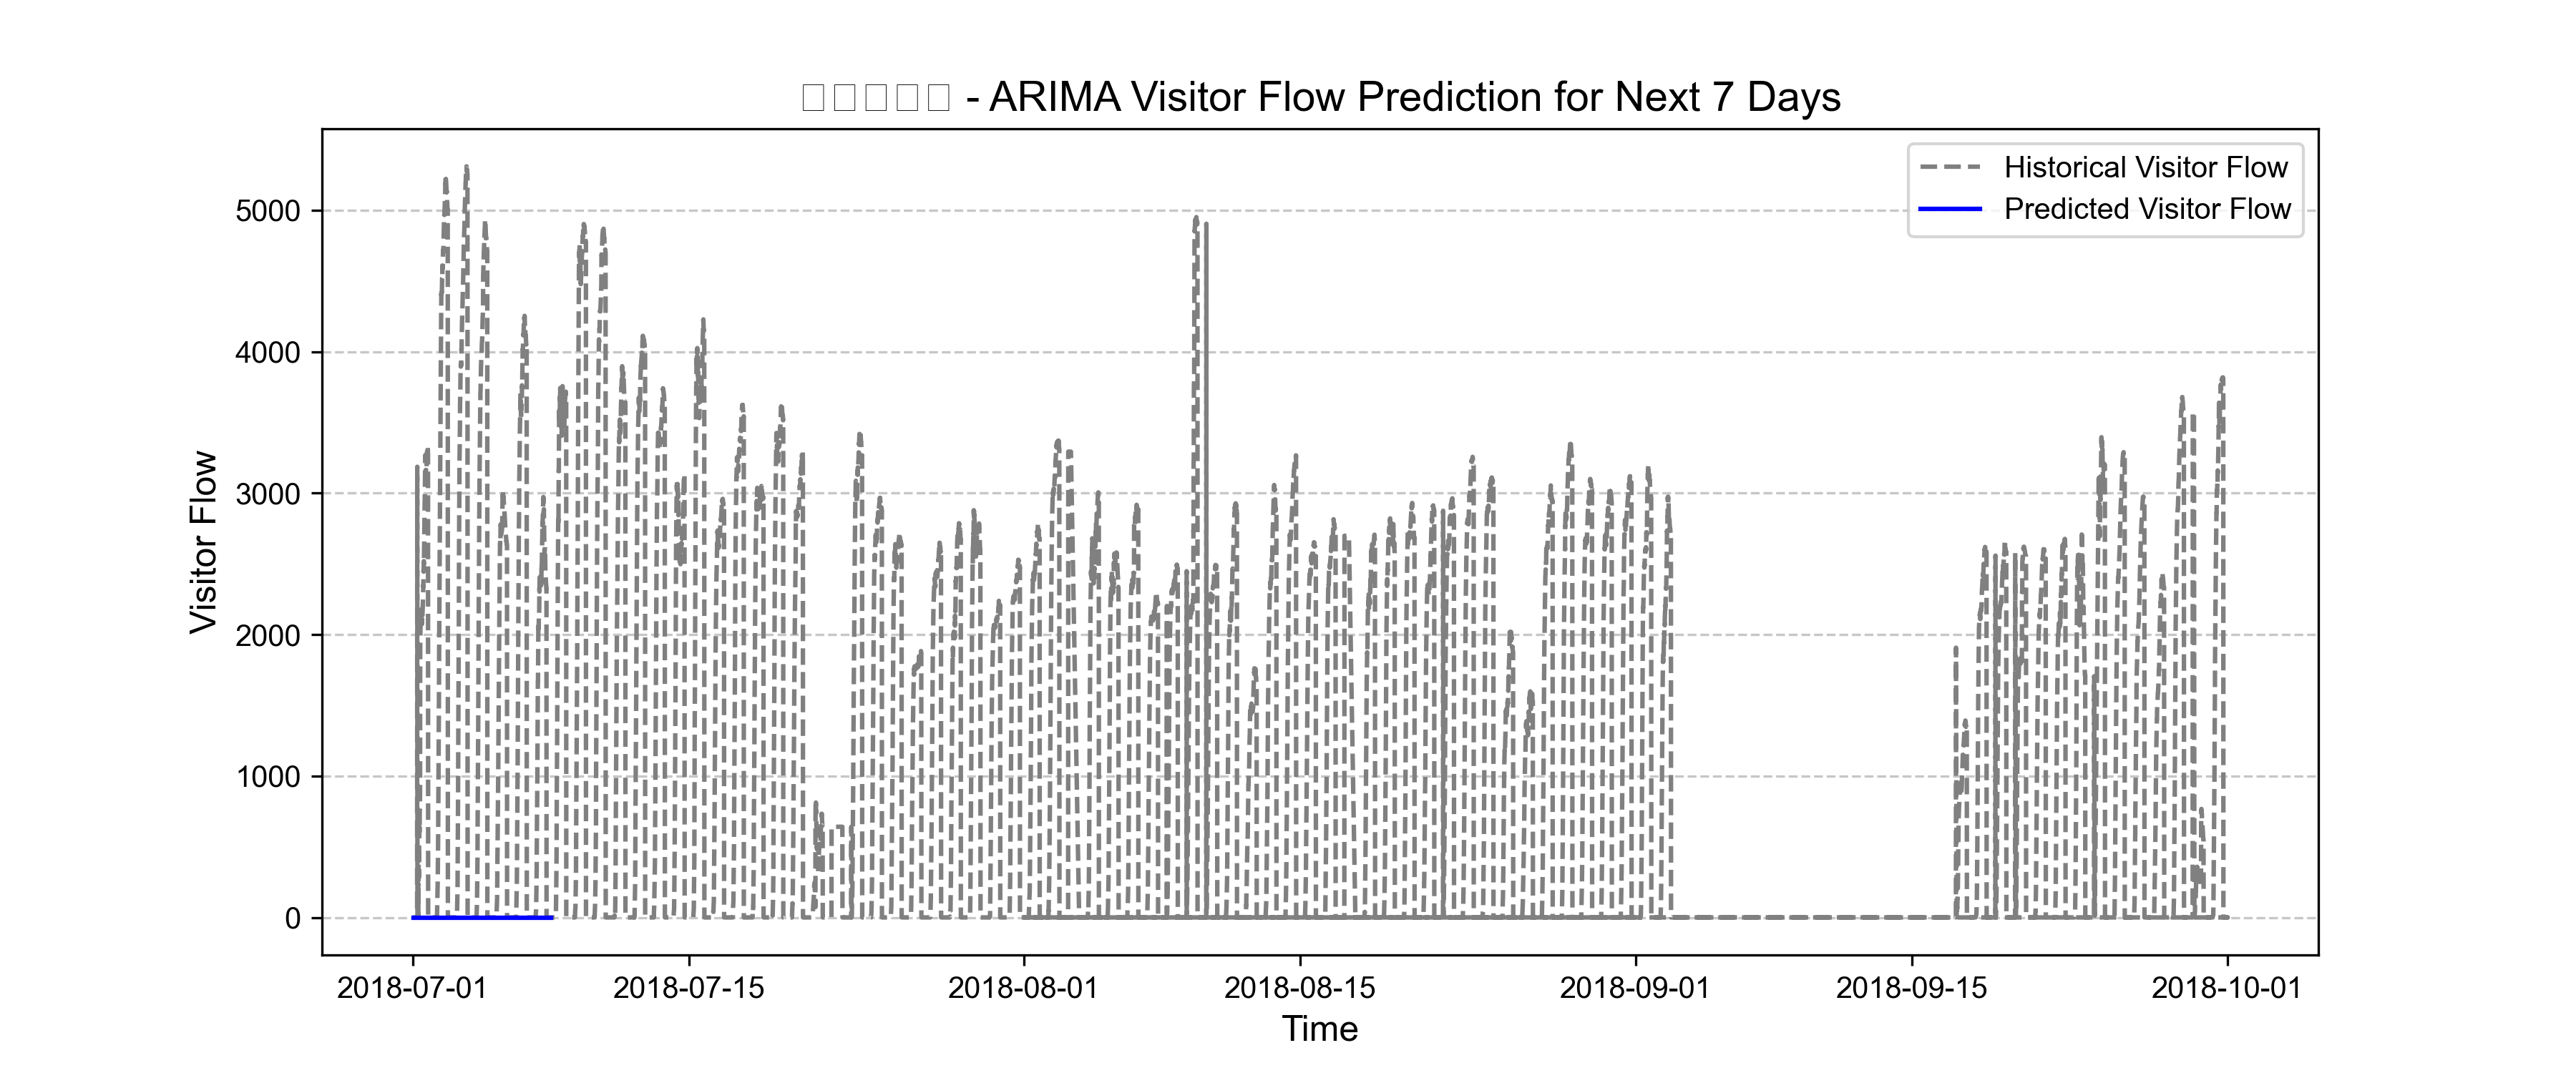 - ARIMA Visitor Flow Prediction for Next 7 Days
Historical Visitor Flow
Predicted Visitor Flow
Visitor Flow
5000
4000
3000
2000
1000
0
2018-07-01
2018-07-15
2018-08-01
2018-08-15
2018-09-01
2018-09-15
2018-10-01
Time